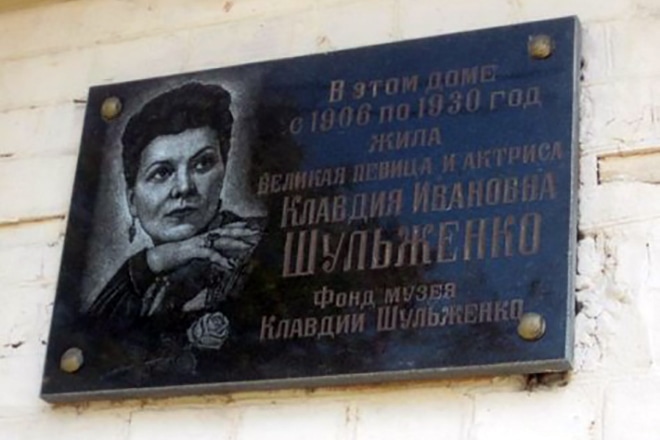 В ЭТОМ ДОМЕ
С 1906 ПО 1930 ГОД
ЖИЛА
ВЕЛИКАЯ ПЕВИЦА И АКТРИСА
КЛАВДИЯ ИВАНОВНА
ШУЛЬЖЕНКО
ФОНД МУЗЕЯ
КЛАВДИИ ШУЛЬЖЕНКО